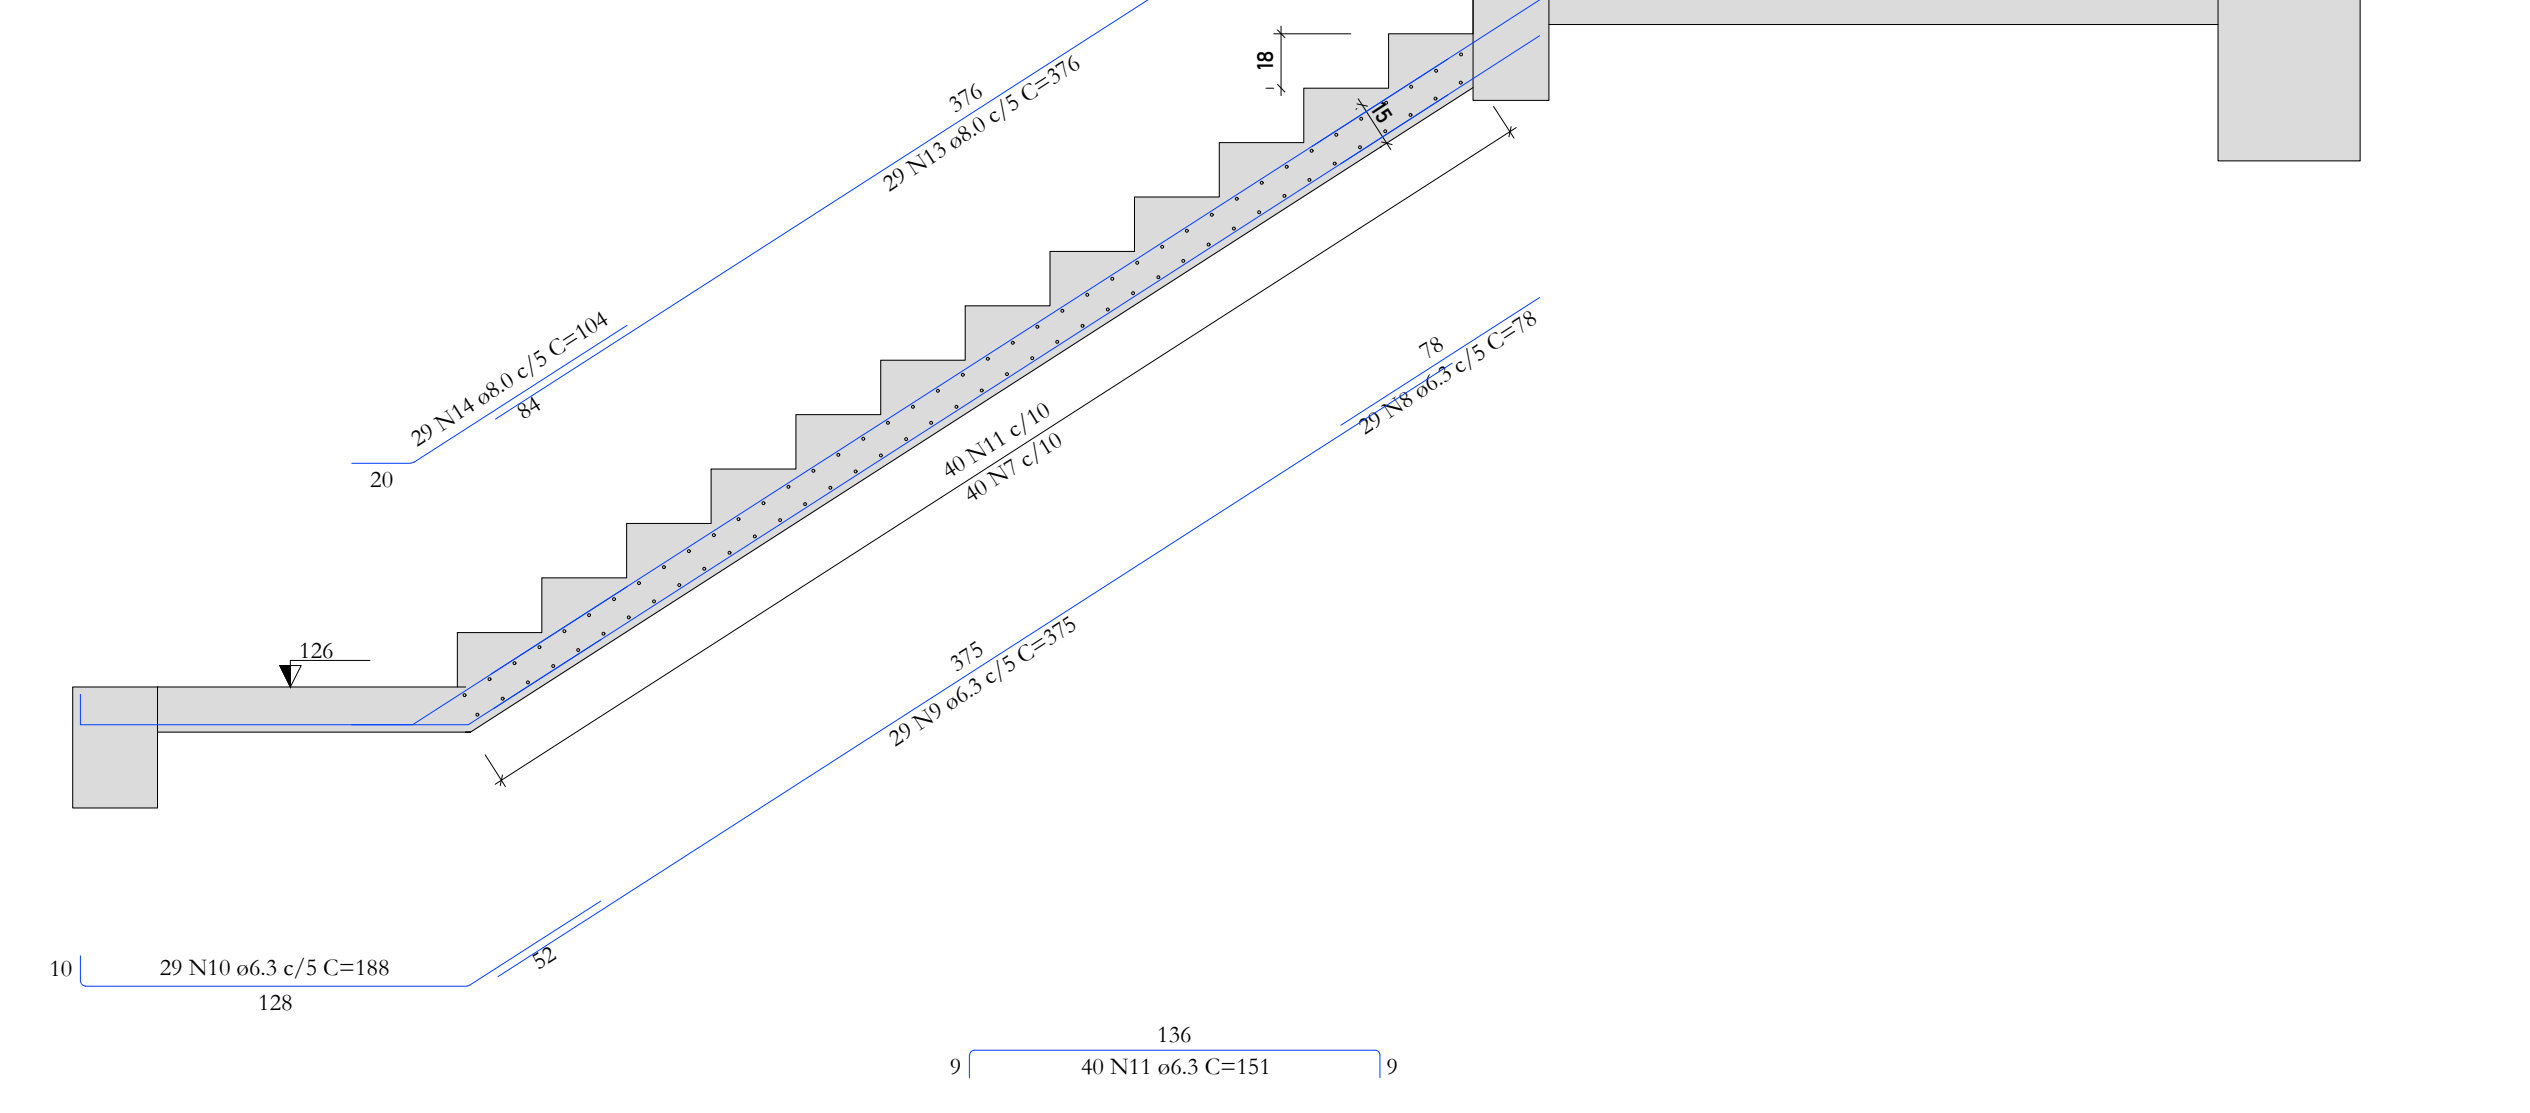 18
376
29 N13 ø8.0 c/5 C=376
15
29 N14 ø8.0 c/5 C=104
84
20
78
29 N8 ø6.3 c/5 C=78
40 N11 c/10
40 N7 c/10
126
375
29 N9 ø6.3 c/5 C=375
52
10
29 N10 ø6.3 c/5 C=188
128
136
9
40 N11 ø6.3 C=151
9